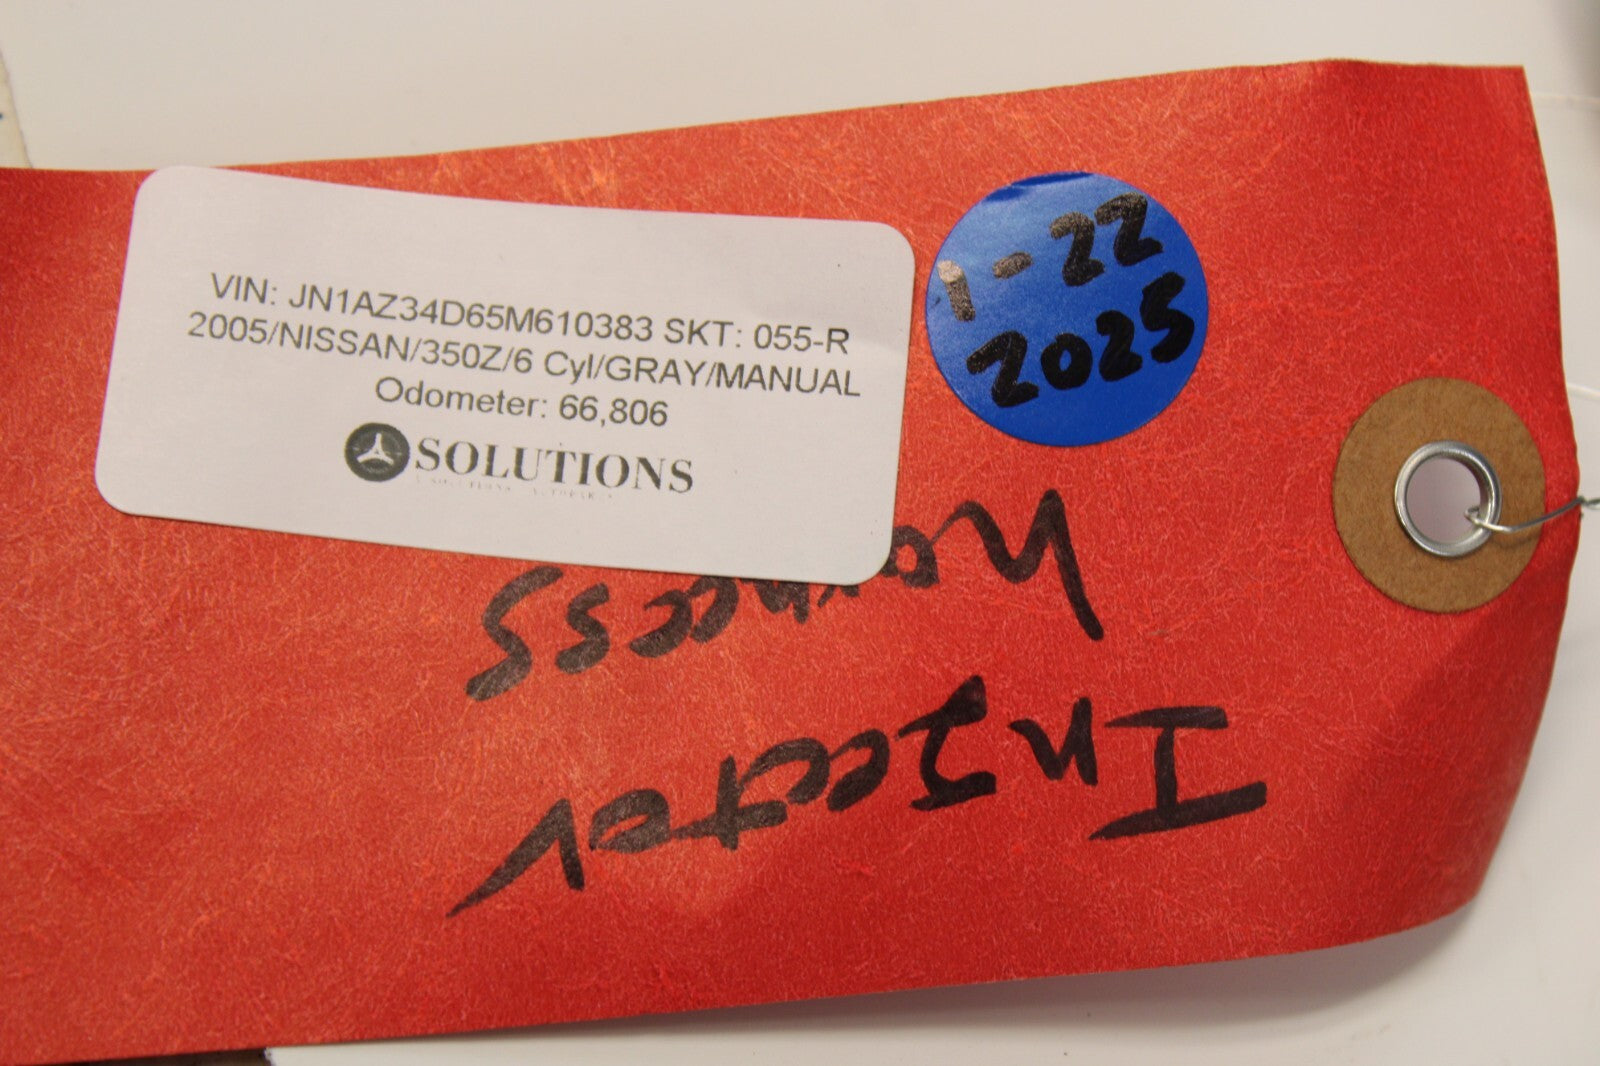 VIN: JN1AZ34D65M610383 SKT: 055-R
2005/NISSAN/350Z/6 Cyl/GRAY/MANUAL
Odometer: 66,806
SOLUTIONS
1-22
2025
Injector
harness